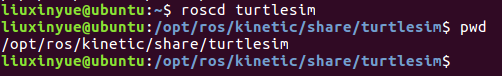 liuxinyue@ubuntu:~$ roscd turtlesim
liuxinyue@ubuntu:/opt/ros/kinetic/share/turtlesim$ pwd
/opt/ros/kinetic/share/turtlesim
liuxinyue@ubuntu:/opt/ros/kinetic/share/turtlesim$